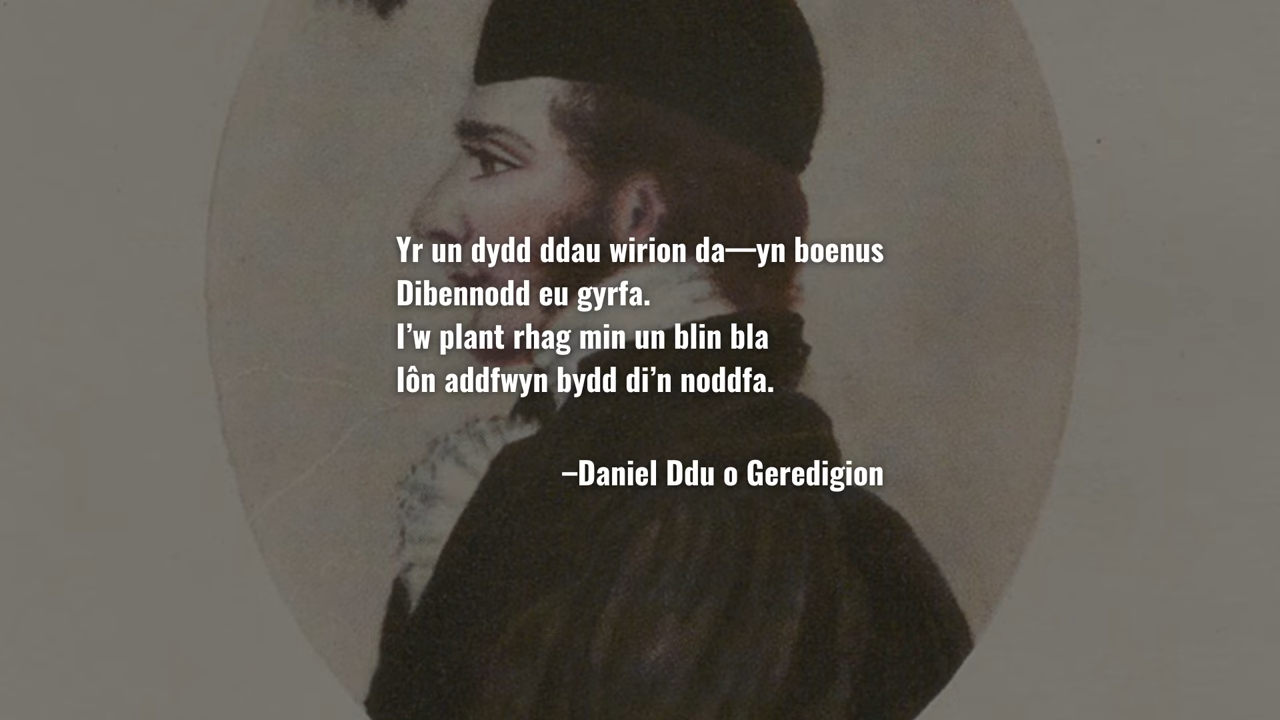 Yr un dydd ddau wirion da—yn boenus
Dibennodd eu gyrfa.
I’w plant rhag min un blin bla
Iôn addfwyn bydd di’n noddfa.
–Daniel Ddu o Geredigion